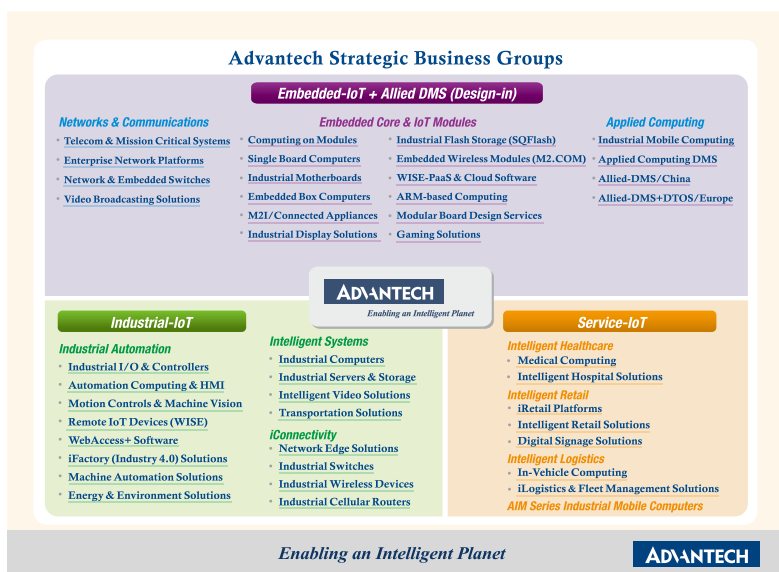 Advantech Strategic Business Groups
Embedded-IoT + Allied DMS (Design-in)
Networks & Communications
Telecom & Mission Critical Systems
Enterprise Network Platforms
Network & Embedded Switches
Video Broadcasting Solutions
Embedded Core & IoT Modules
Computing on Modules
Single Board Computers
Industrial Motherboards
Embedded Box Computers
M2I/Connected Appliances
Industrial Display Solutions
Industrial Flash Storage (SQFlash)
Embedded Wireless Modules (M2.COM)
WISE-PaaS & Cloud Software
ARM-based Computing
Modular Board Design Services
Gaming Solutions
Applied Computing
Industrial Mobile Computing
Applied Computing DMS
Allied-DMS/China
Allied-DMS+DTOS/Europe
ADVANTECH
Enabling an Intelligent Planet
Industrial-IoT
Industrial Automation
Industrial I/O & Controllers
Automation Computing & HMI
Motion Controls & Machine Vision
Remote IoT Devices (WISE)
WebAccess+ Software
iFactory (Industry 4.0) Solutions
Machine Automation Solutions
Energy & Environment Solutions
Intelligent Systems
Industrial Computers
Industrial Servers & Storage
Intelligent Video Solutions
Transportation Solutions
iConnectivity
Network Edge Solutions
Industrial Switches
Industrial Wireless Devices
Industrial Cellular Routers
Service-IoT
Intelligent Healthcare
Medical Computing
Intelligent Hospital Solutions
Intelligent Retail
iRetail Platforms
Intelligent Retail Solutions
Digital Signage Solutions
Intelligent Logistics
In-Vehicle Computing
iLogistics & Fleet Management Solutions
AIM Series Industrial Mobile Computers
Enabling an Intelligent Planet
ADVANTECH